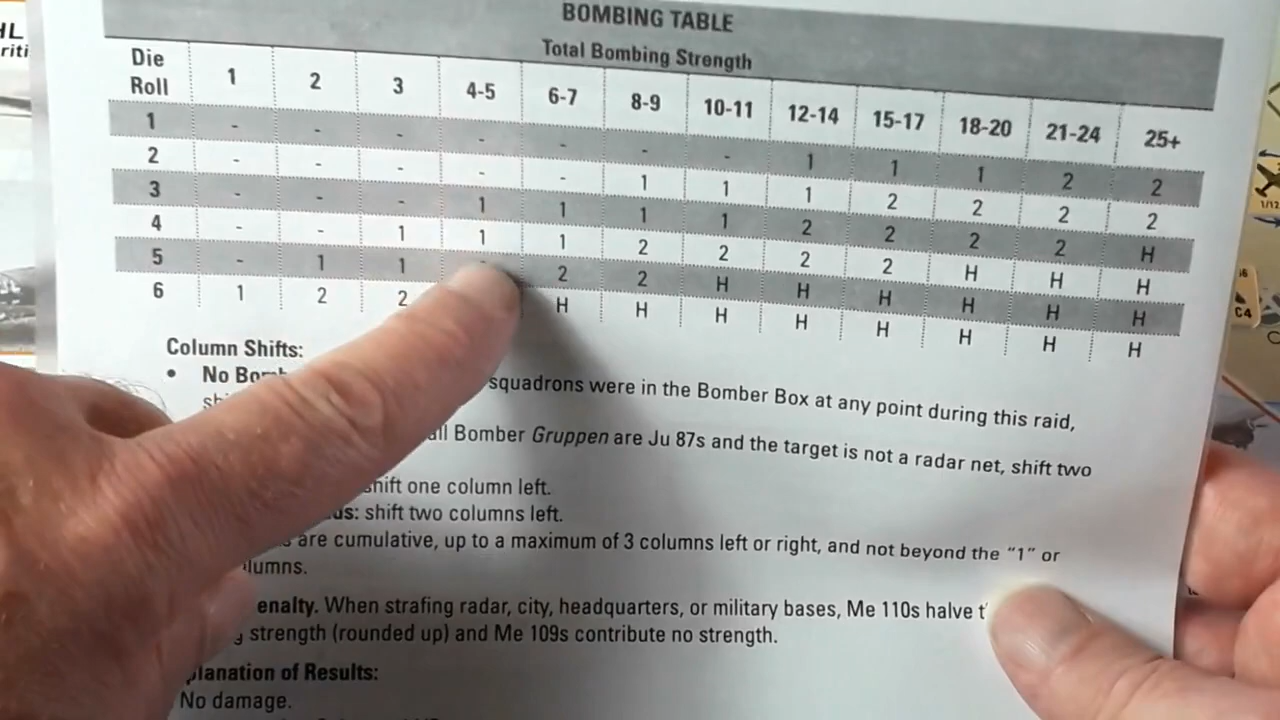 HL
riti
BOMBING TABLE
Total Bombing Strength
Die Roll 1 2 3 4-5 6-7 8-9 10-11 12-14 15-17 18-20 21-24 25+
1 - - - - - - - 1 1 1 2 2
2 - - - - - 1 1 1 2 2 2 2
3 - - - 1 1 1 1 2 2 2 2 H
4 - - 1 1 1 2 2 2 2 H H H
5 - 1 1 2 2 H H H H H H
6 1 2 2 H H H H H H H H
Column Shifts:
• No squadrons were in the Bomber Box at any point during this raid,
Bomber Gruppen are Ju 87s and the target is not a radar net, shift two
shift one column left.
shift two columns left.
are cumulative, up to a maximum of 3 columns left or right, and not beyond the "1" or
enalty. When strafing radar, city, headquarters, or military bases, Me 110s halve
strength (rounded up) and Me 109s contribute no strength.
planation of Results:
No damage.
1/12
C4